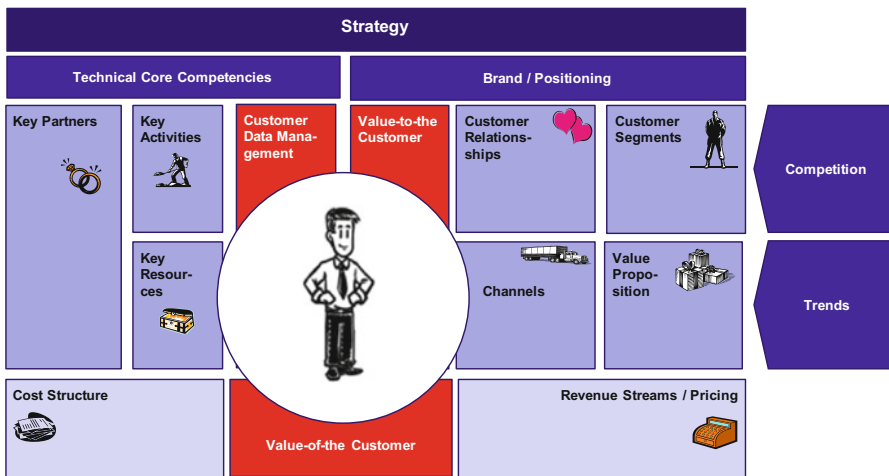 Strategy
Technical Core Competencies
Brand / Positioning
Key Partners
Key
Activities
Customer
Data Mana-
gement
Value-to-the
Customer
Customer
Relations-
ships
Customer
Segments
Competition
Key
Resour-
ces
Channels
Value
Propo-
sition
Trends
Cost Structure
Value-of-the Customer
Revenue Streams / Pricing